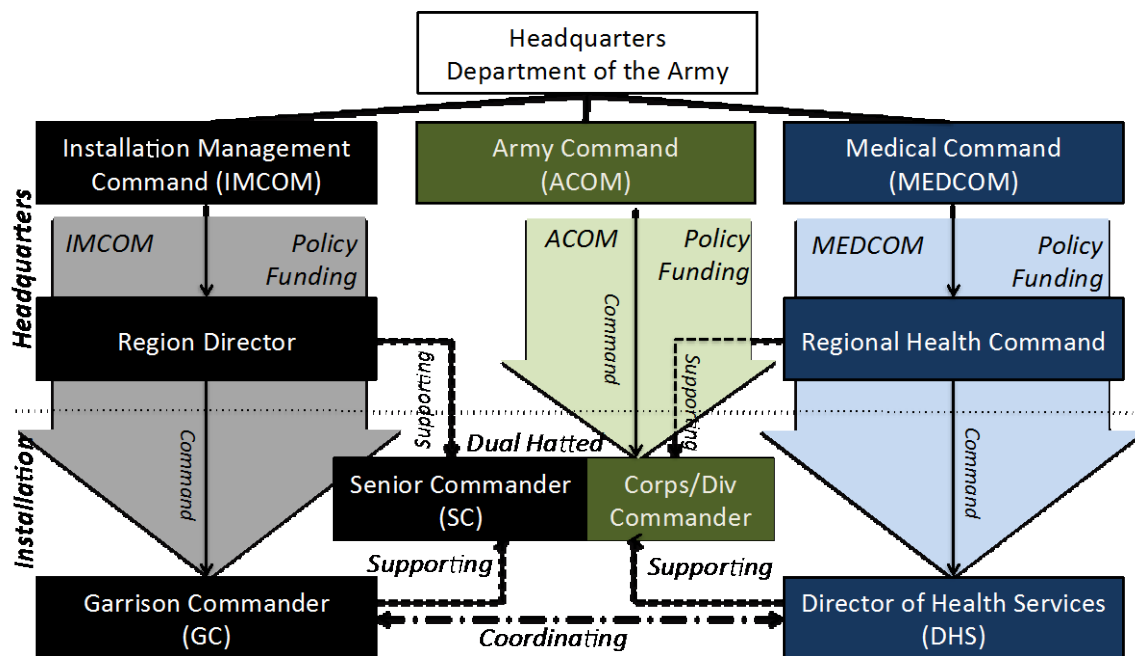 Headquarters
Department of the Army
Installation Management
Command (IMCOM)
Army Command
(ACOM)
Medical Command
(MEDCOM)
Headquarters
IMCOM
Policy
Funding
ACOM
Policy
Funding
Command
MEDCOM
Policy
Funding
Region Director
Regional Health Command
Supporting
Supporting
Installation
Command
Dual Hatted
Command
Senior Commander
(SC)
Corps/Div
Commander
Supporting
Supporting
Garrison Commander
(GC)
Coordinating
Director of Health Services
(DHS)